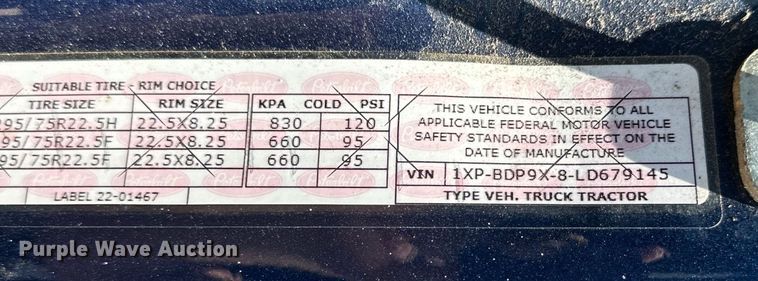 SUITABLE TIRE - RIM CHOICE
TIRE SIZE RIM SIZE KPA COLD PSI
95/75R22.5H 22.5X8.25 830 120
95/75R22.5F 22.5X8.25 660 95
95/75R22.5F 22.5X8.25 660 95
LABEL 22-01467
THIS VEHICLE CONFORMS TO ALL
APPLICABLE FEDERAL MOTOR VEHICLE
SAFETY STANDARDS IN EFFECT ON THE
DATE OF MANUFACTURE
VIN 1XP-BDP9X-8-LD679145
TYPE VEH. TRUCK TRACTOR
Purple Wave Auction